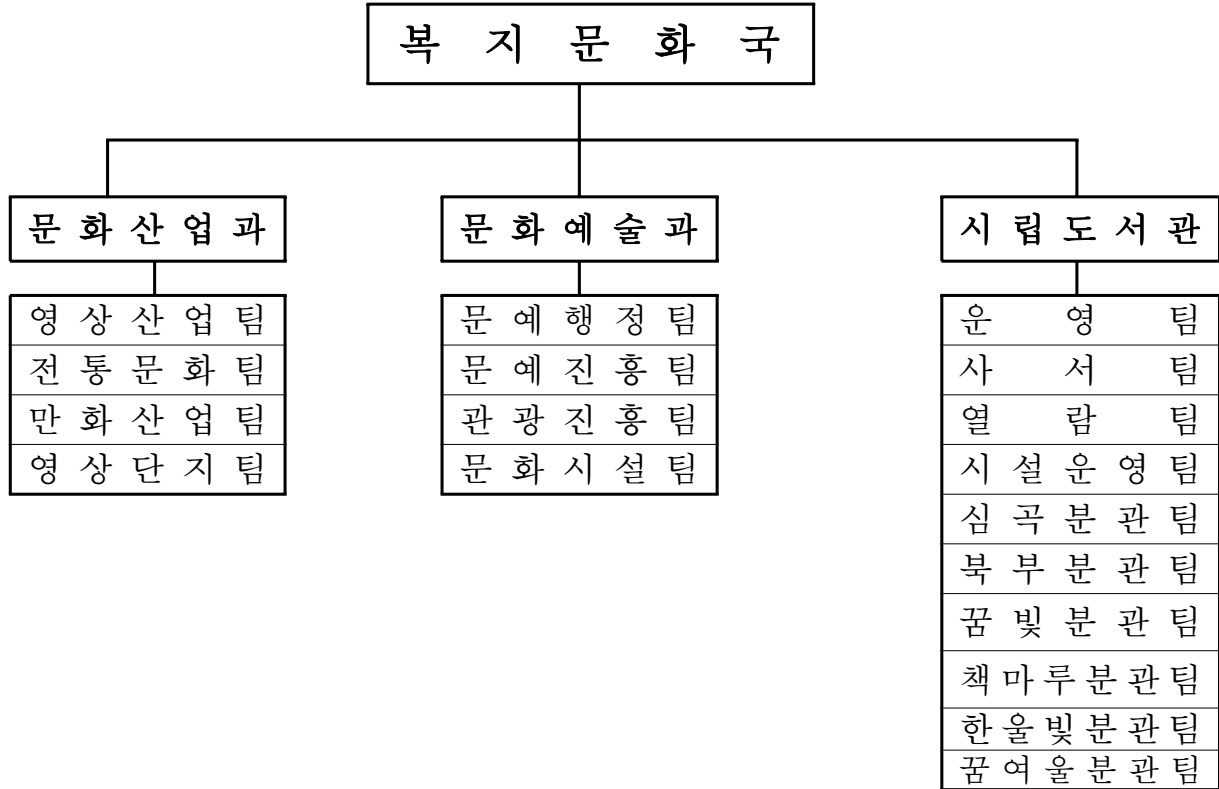 복 지 문 화 국
문 화 산 업 과
영 상 산 업 팀
전 통 문 화 팀
만 화 산 업 팀
영 상 단 지 팀
문 화 예 술 과
문 예 행 정 팀
문 예 진 흥 팀
관 광 진 흥 팀
문 화 시 설 팀
시 립 도 서 관
운 영 팀
사 서 팀
열 람 팀
시 설 운 영 팀
심 곡 분 관 팀
북 부 분 관 팀
꿈 빛 분 관 팀
책 마 루 분 관 팀
한 울 빛 분 관 팀
꿈 여 울 분 관 팀